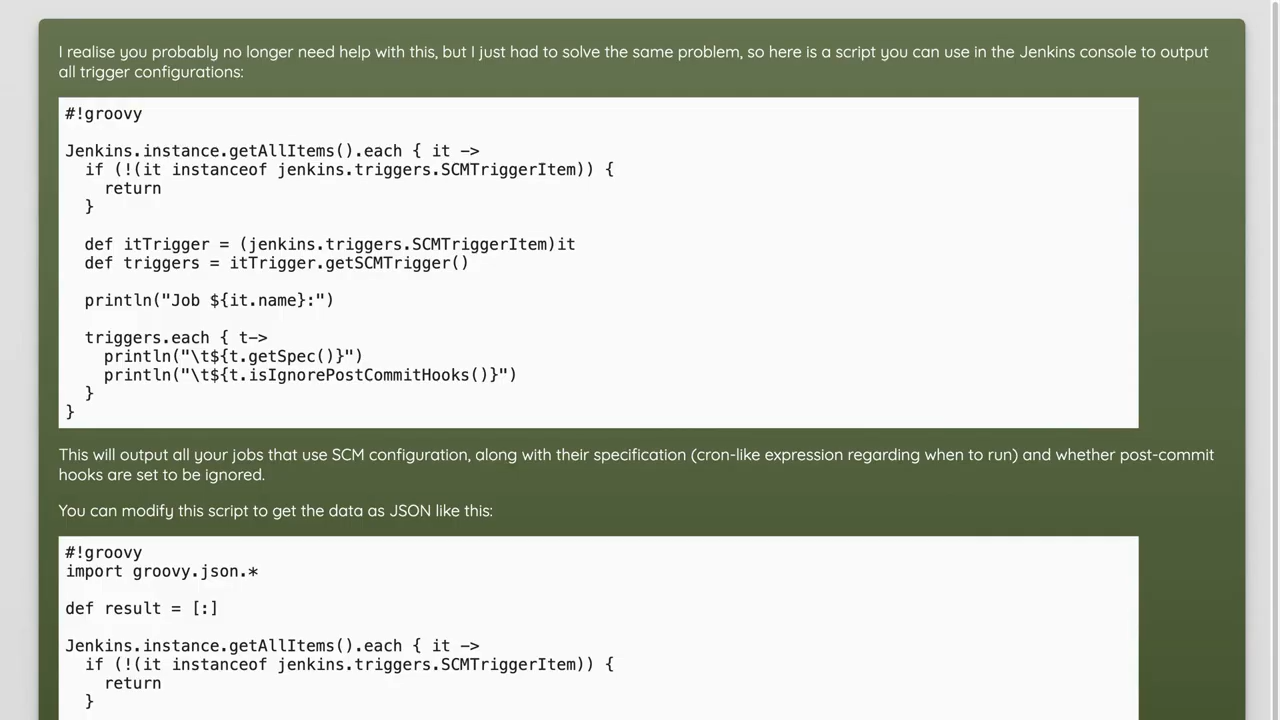 I realise you probably no longer need help with this, but I just had to solve the same problem, so here is a script you can use in the Jenkins console to output
all trigger configurations:
#!groovy
Jenkins.instance.getAllItems().each { it ->
  if (!(it instanceof jenkins.triggers.SCMTriggerItem)) {
    return
  }
  def itTrigger = (jenkins.triggers.SCMTriggerItem)it
  def triggers = itTrigger.getSCMTrigger()
  println("Job ${it.name}:")
  triggers.each { t->
    println("\t${t.getSpec()}")
    println("\t${t.isIgnorePostCommitHooks()}")
  }
}
This will output all your jobs that use SCM configuration, along with their specification (cron-like expression regarding when to run) and whether post-commit
hooks are set to be ignored.
You can modify this script to get the data as JSON like this:
#!groovy
import groovy.json.*
def result = [:]
Jenkins.instance.getAllItems().each { it ->
  if (!(it instanceof jenkins.triggers.SCMTriggerItem)) {
    return
  }